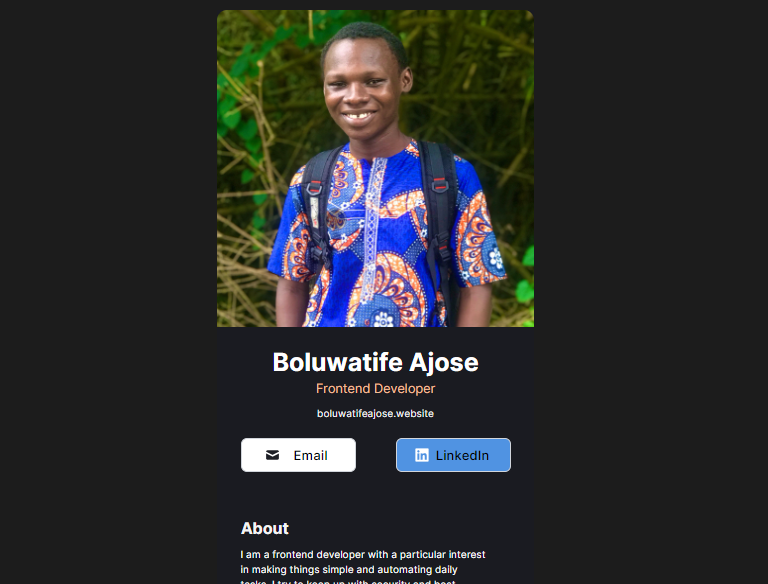 Boluwatife Ajose
Frontend Developer
boluwatifeajose.website
Email
in LinkedIn
About
I am a frontend developer with a particular interest
in making things simple and automating daily
tasks. I try to keep up with security and best